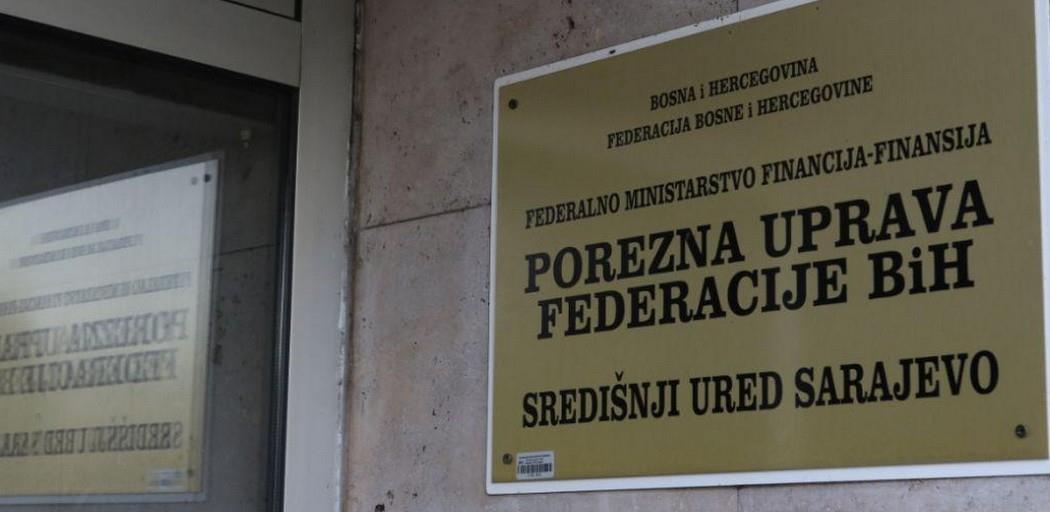 BOSNA i HERCEGOVINA
FEDERACIJA BOSNE i HERCEGOVINE
FEDERALNO MINISTARSTVO FINANCIJA-FINANSIJA
POREZNA UPRAVA
FEDERACIJE BiH
SREDIŠNJI URED SARAJEVO